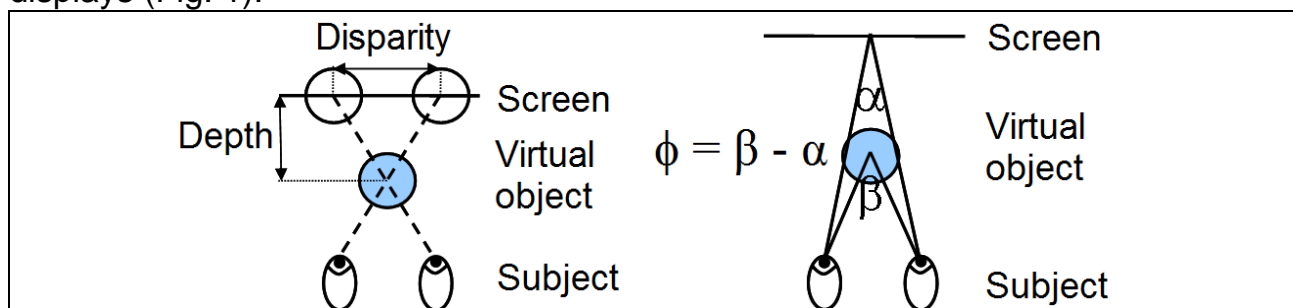 displays (Fig. 1).
Disparity
Screen
Depth
Virtual
object
Subject
Screen
α
ϕ = β - α
Virtual
object
β
Subject